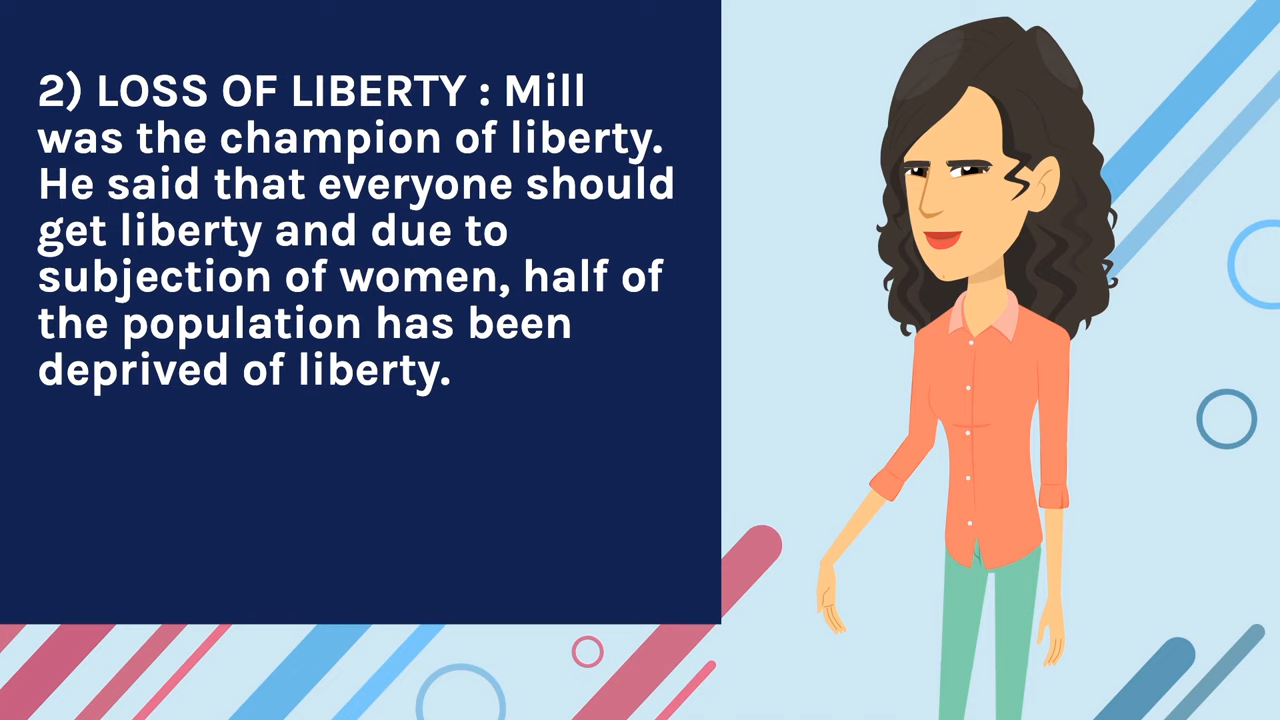 2) LOSS OF LIBERTY : Mill
was the champion of liberty.
He said that everyone should
get liberty and due to
subjection of women, half of
the population has been
deprived of liberty.